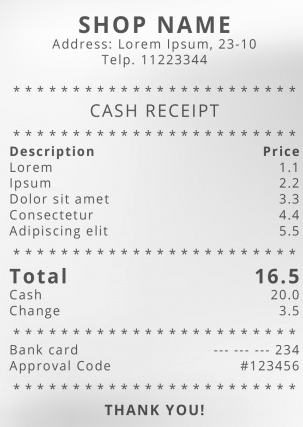 SHOP NAME
Address: Lorem Ipsum, 23-10
Telp. 11223344
* * * * * * * * * * * * * * * * * * * * * * * *
CASH RECEIPT
* * * * * * * * * * * * * * * * * * * * * * * *
Description Price
Lorem 1.1
Ipsum 2.2
Dolor sit amet 3.3
Consectetur 4.4
Adipiscing elit 5.5
* * * * * * * * * * * * * * * * * * * * * * * *
Total 16.5
Cash 20.0
Change 3.5
* * * * * * * * * * * * * * * * * * * * * * * *
Bank card --- --- --- 234
Approval Code #123456
* * * * * * * * * * * * * * * * * * * * * * * *
THANK YOU!